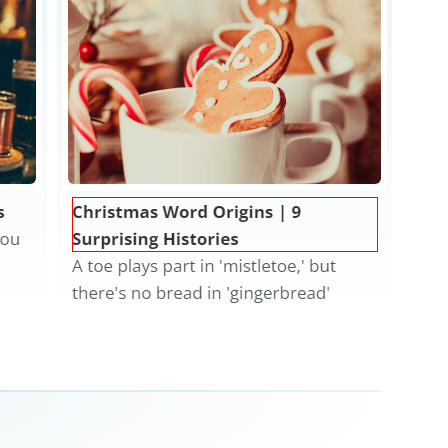 s
ou
Christmas Word Origins | 9
Surprising Histories
A toe plays part in 'mistletoe,' but
there's no bread in 'gingerbread'